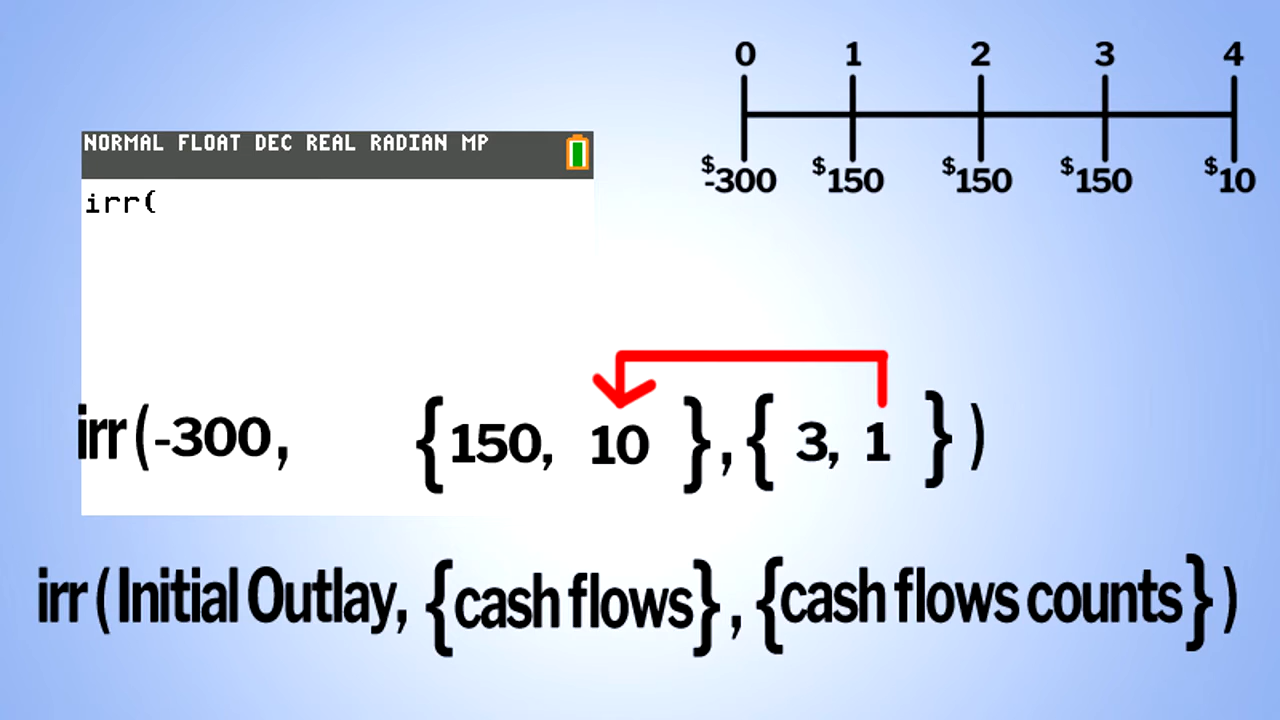 0 1 2 3 4
$-300 $150 $150 $150 $10
NORMAL FLOAT DEC REAL RADIAN MP
irr(
irr(-300, {150, 10},{3, 1})
irr(Initial Outlay, {cash flows}, {cash flows counts})